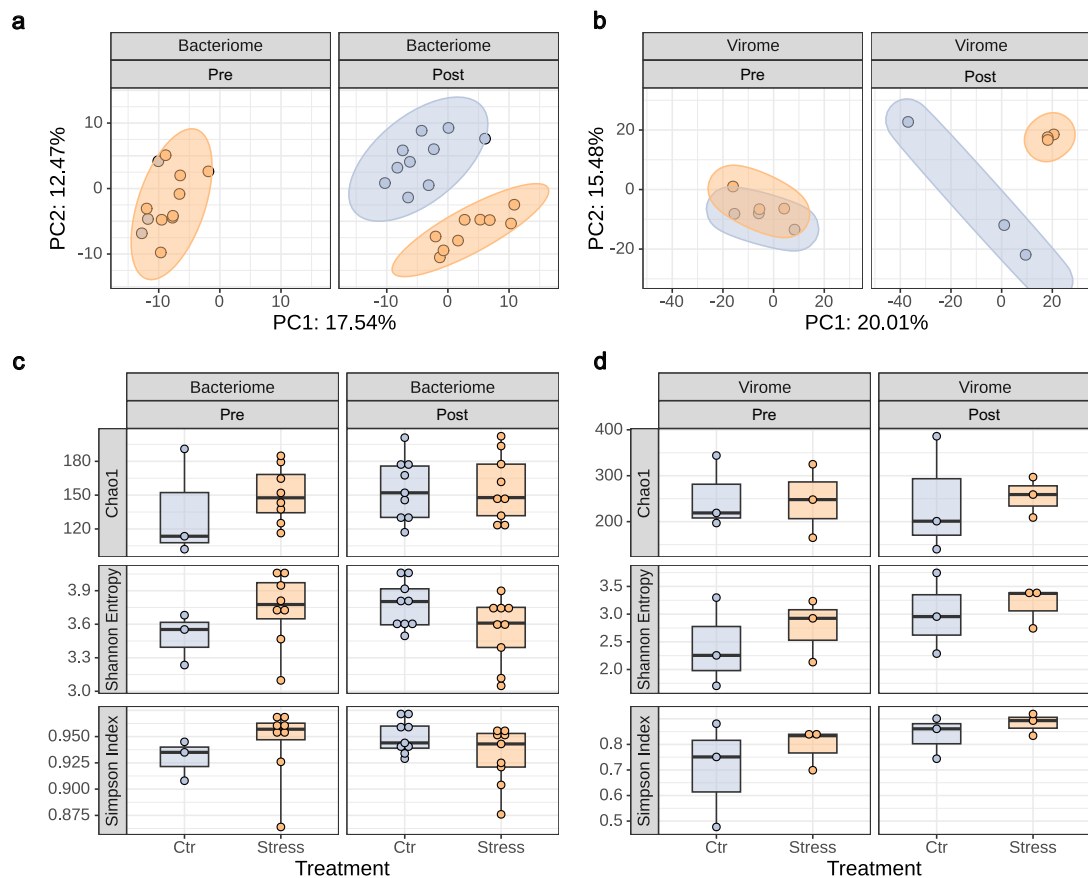 a
Bacteriome Bacteriome
Pre Post
PC2: 12.47%
10
0
-10
-10 0 10 -10 0 10
PC1: 17.54%
b
Virome Virome
Pre Post
PC2: 15.48%
20
0
-20
-40 -20 0 20 -40 -20 0 20
PC1: 20.01%
c
Bacteriome Bacteriome
Pre Post
Chao1
180
150
120
Shannon Entropy
3.9
3.6
3.3
3.0
Simpson Index
0.950
0.925
0.900
0.875
Ctr Stress Ctr Stress
Treatment
d
Virome Virome
Pre Post
Chao1
400
300
200
Shannon Entropy
3.5
3.0
2.5
2.0
Simpson Index
0.8
0.7
0.6
0.5
Ctr Stress Ctr Stress
Treatment